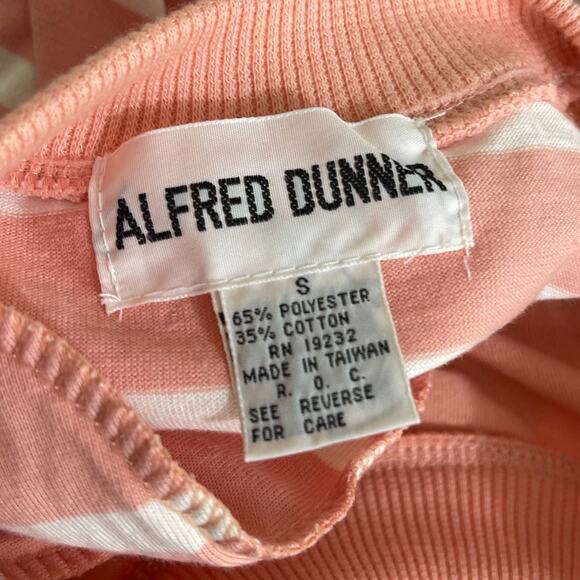 ALFRED DUNNER
S
65% POLYESTER
35% COTTON
RN 19232
MADE IN TAIWAN
R. O. C.
SEE REVERSE
FOR CARE